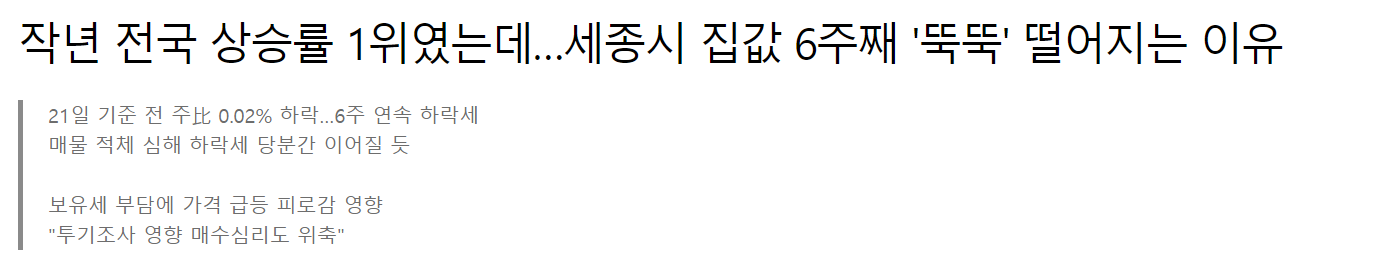 작년 전국 상승률 1위였는데…세종시 집값 6주째 '뚝뚝' 떨어지는 이유
21일 기준 전 주比 0.02% 하락…6주 연속 하락세
매물 적체 심해 하락세 당분간 이어질 듯
보유세 부담에 가격 급등 피로감 영향
"투기조사 영향 매수심리도 위축"